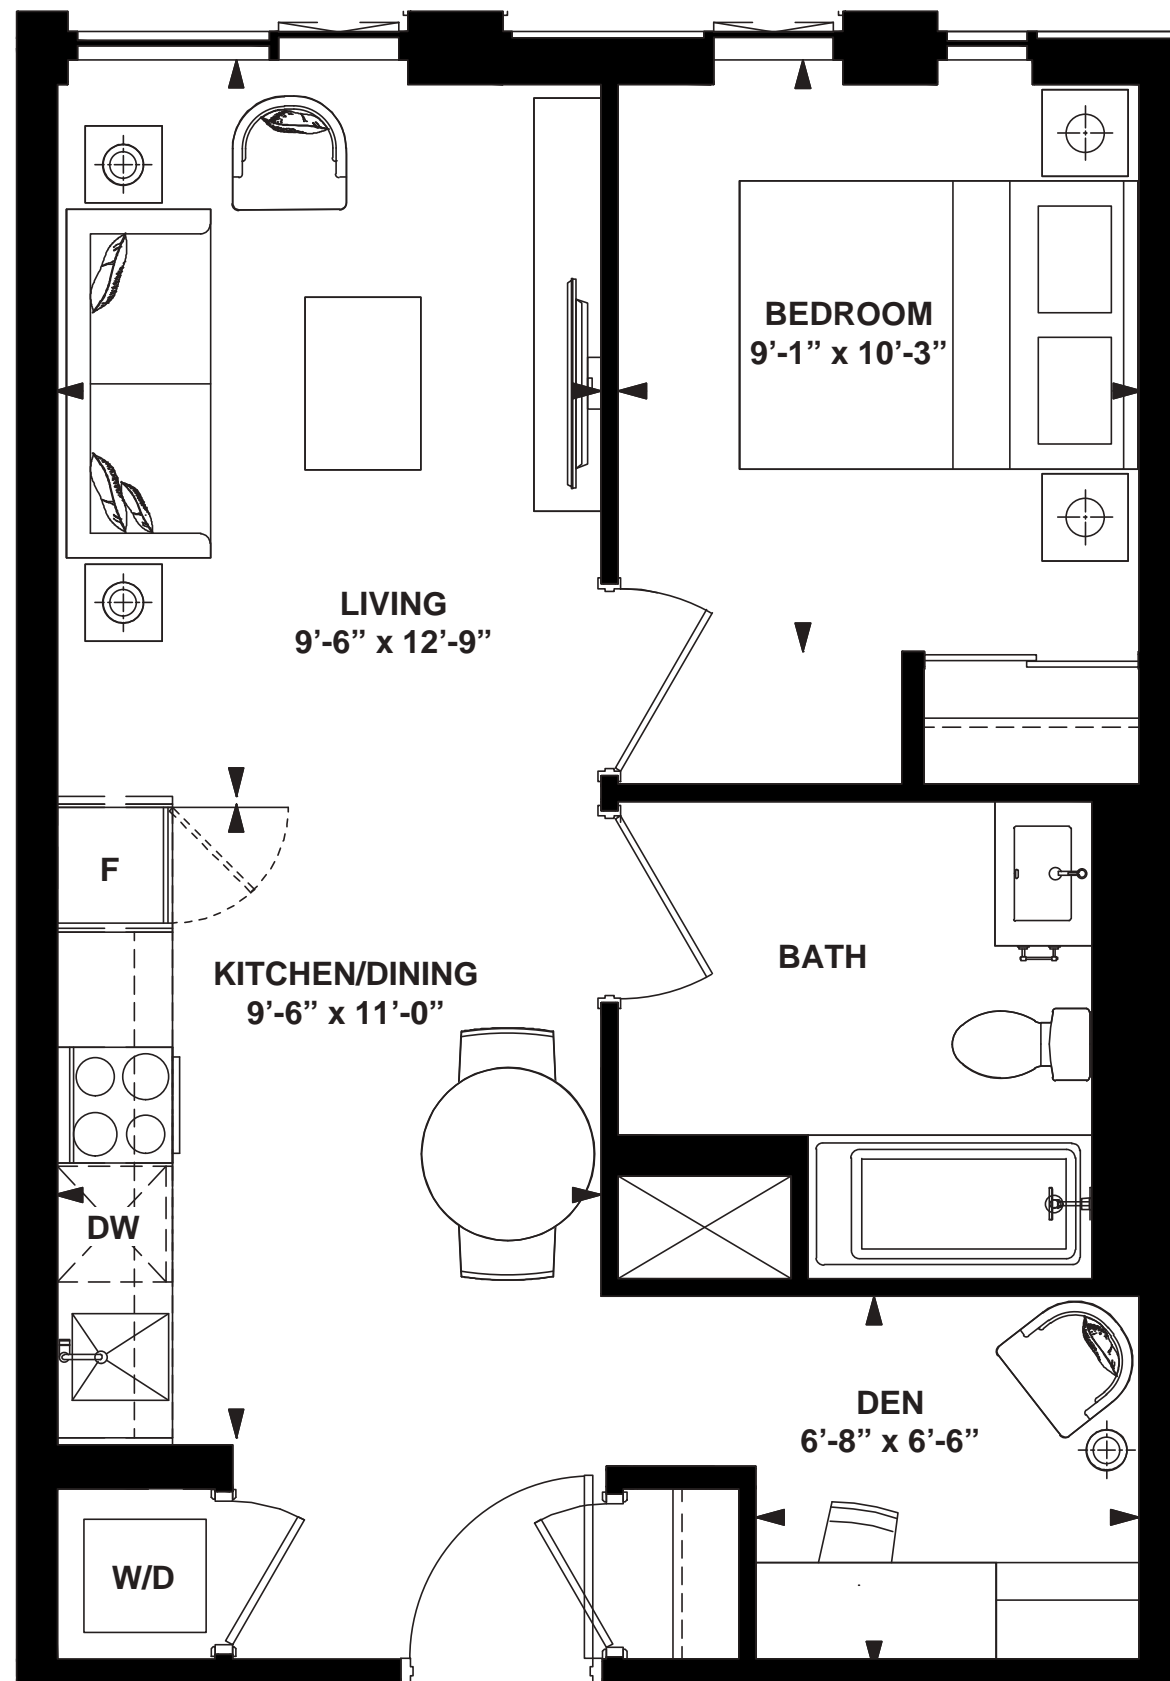 BEDROOM
9’-1” x 10’-3”
LIVING
9’-6” x 12’-9”
F
KITCHEN/DINING
9’-6” x 11’-0”
BATH
DW
DEN
6’-8” x 6’-6”
W/D